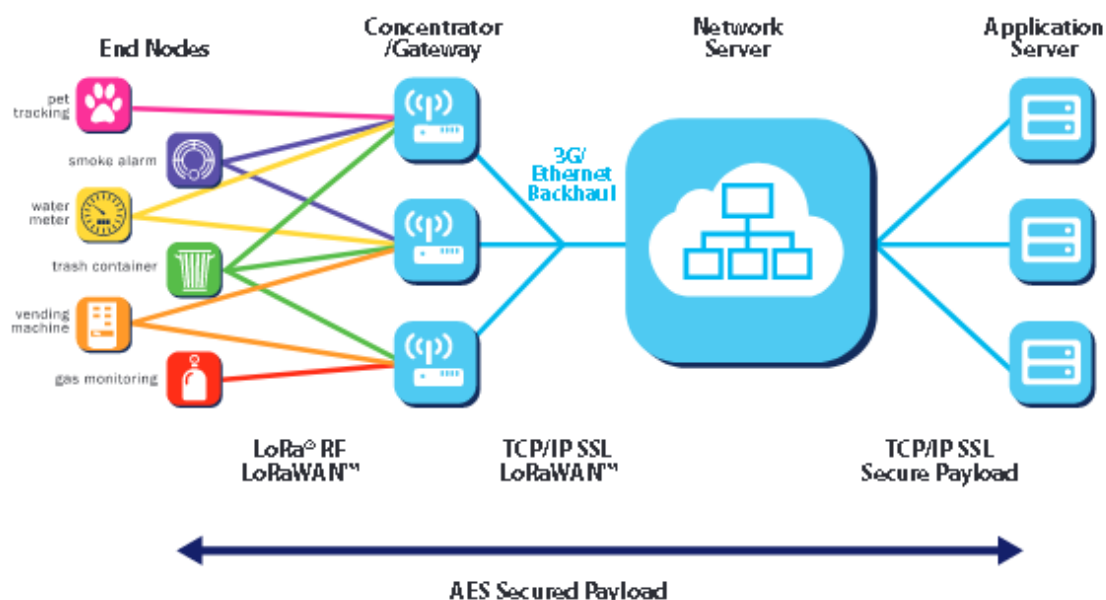 End Nodes
Concentrator
/Gateway
Network
Server
Application
Server
pet
tracking
smoke alarm
water
meter
trash container
vending
machine
gas monitoring
3G/
Ethernet
Backhaul
LoRa® RF
LoRaWAN™
TCP/IP SSL
LoRaWAN™
TCP/IP SSL
Secure Payload
AES Secured Payload